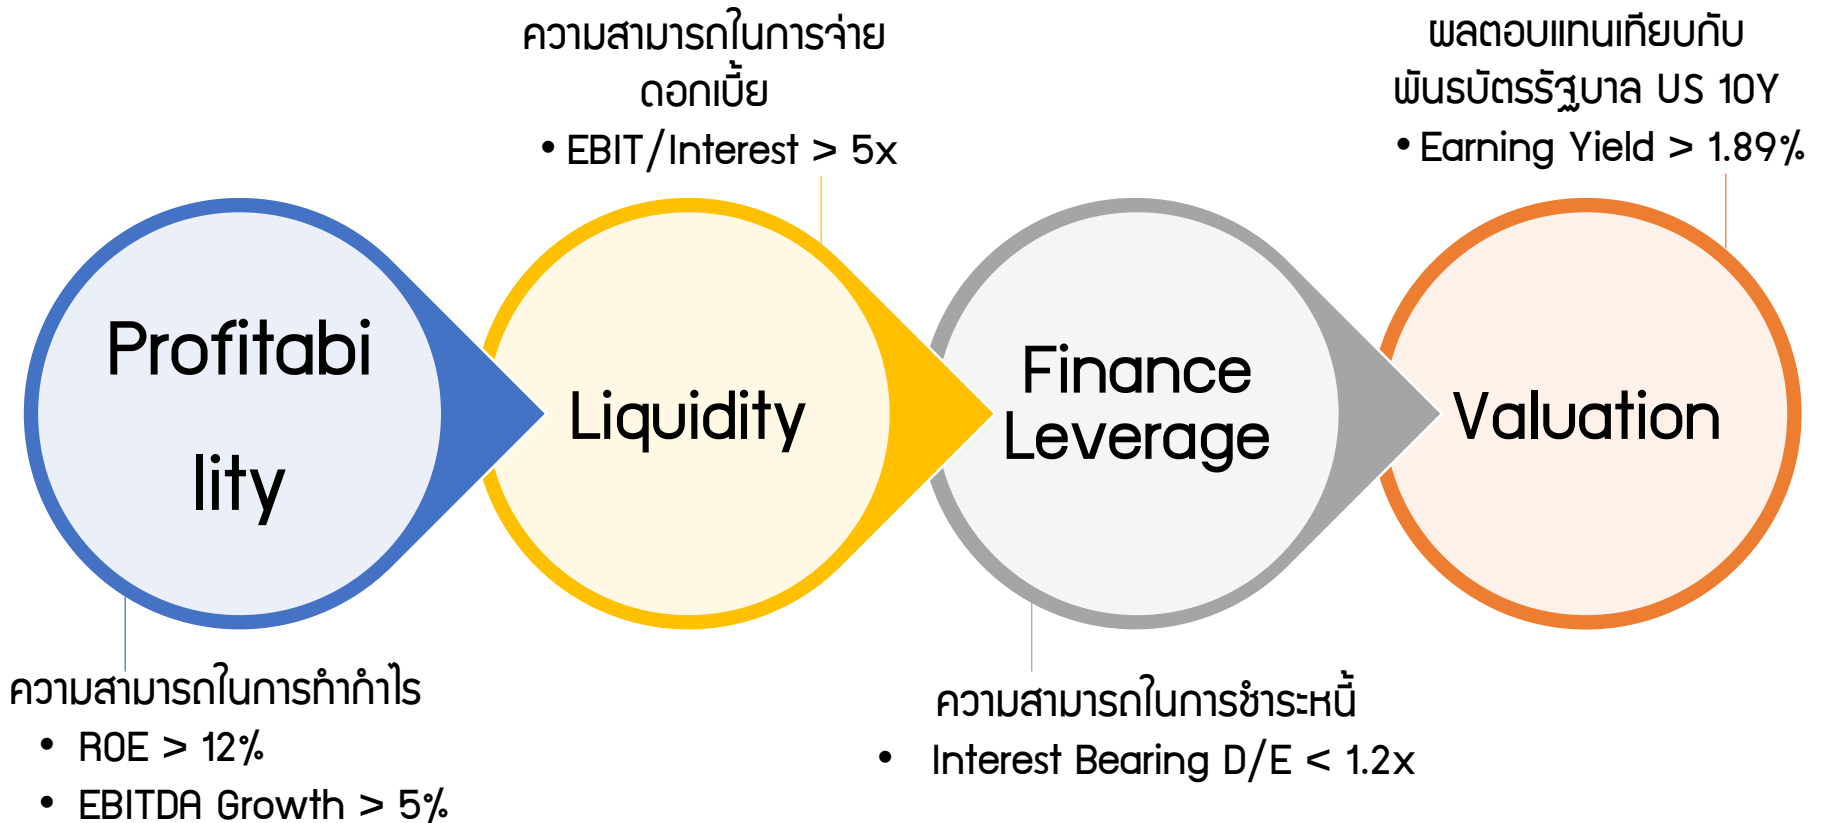 ความสามารถในการจ่าย
ดอกเบี้ย
• EBIT/Interest > 5x
ผลตอบแทนเทียบกับ
พันธบัตรรัฐบาล US 10Y
• Earning Yield > 1.89%
Profitabi
lity
Liquidity
Finance
Leverage
Valuation
ความสามารถในการทำกำไร
• ROE > 12%
• EBITDA Growth > 5%
ความสามารถในการชำระหนี้
• Interest Bearing D/E < 1.2x